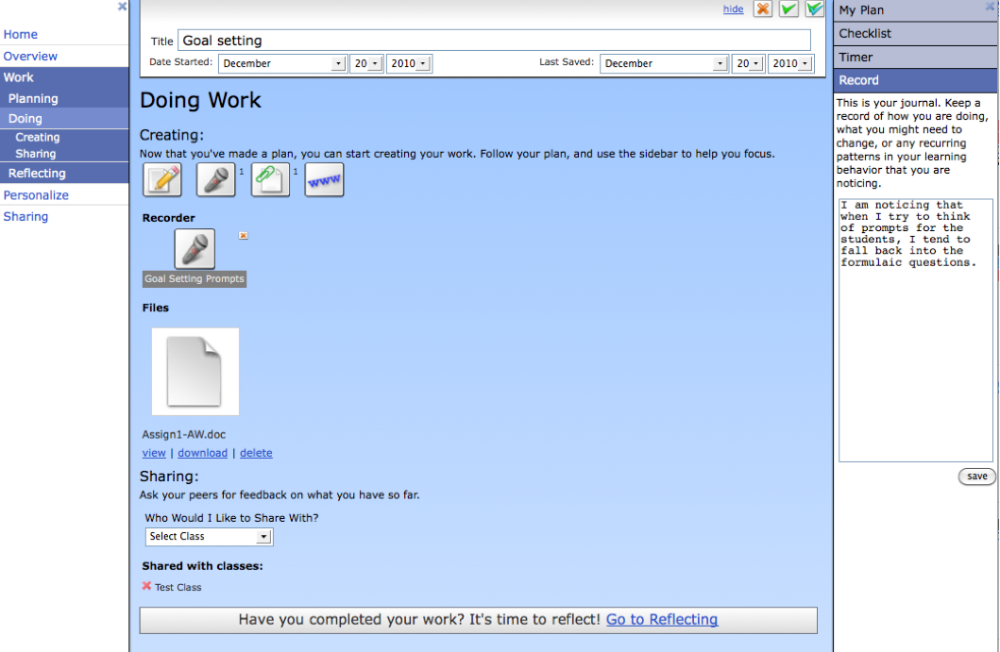 Home
Overview
Work
Planning
Doing
Creating
Sharing
Reflecting
Personalize
Sharing
hide
Title Goal setting
Date Started: December 20 2010 Last Saved: December 20 2010
Doing Work
Creating:
Now that you've made a plan, you can start creating your work. Follow your plan, and use the sidebar to help you focus.
1 1 www
Recorder
Goal Setting Prompts
Files
Assign1-AW.doc
view | download | delete
Sharing:
Ask your peers for feedback on what you have so far.
Who Would I Like to Share With?
Select Class
Shared with classes:
Test Class
Have you completed your work? It's time to reflect! Go to Reflecting
My Plan
Checklist
Timer
Record
This is your journal. Keep a
record of how you are doing,
what you might need to
change, or any recurring
patterns in your learning
behavior that you are
noticing.
I am noticing that
when I try to think
of prompts for the
students, I tend to
fall back into the
formulaic questions.
save